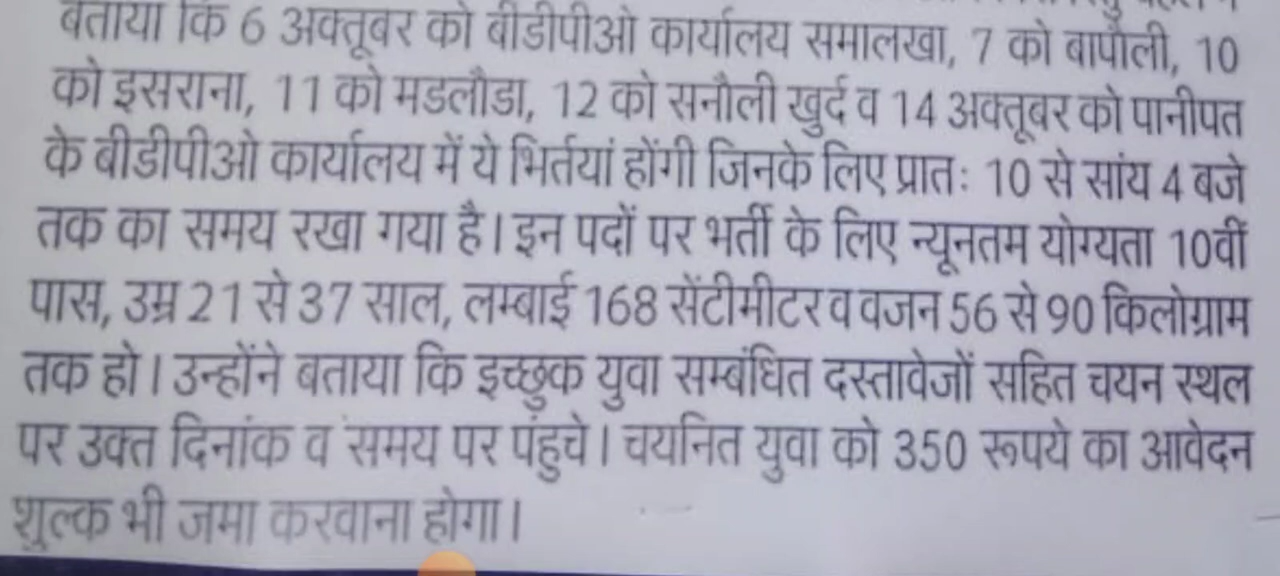 बताया कि 6 अक्तूबर को बीडीपीओ कार्यालय समालखा, 7 को बापौली, 10
को इसराना, 11 को मडलौडा, 12 को सनौली खुर्द व 14 अक्तूबर को पानीपत
के बीडीपीओ कार्यालय में ये भिर्तयां होंगी जिनके लिए प्रातः 10 से सांय 4 बजे
तक का समय रखा गया है। इन पदों पर भर्ती के लिए न्यूनतम योग्यता 10वीं
पास, उम्र 21 से 37 साल, लम्बाई 168 सेंटीमीटर व वजन 56 से 90 किलोग्राम
तक हो। उन्होंने बताया कि इच्छुक युवा सम्बंधित दस्तावेजों सहित चयन स्थल
पर उक्त दिनांक व समय पर पंहुचे। चयनित युवा को 350 रूपये का आवेदन
शुल्क भी जमा करवाना होगा।